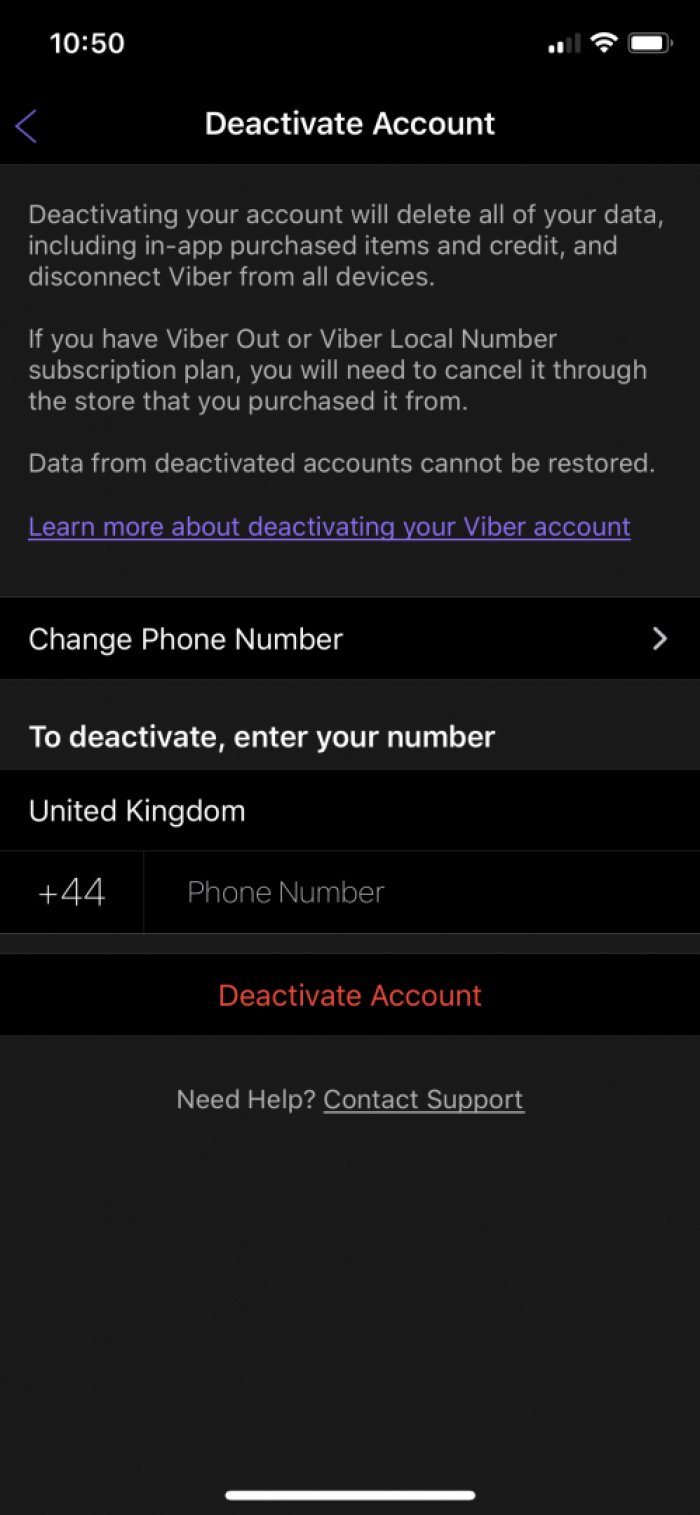 10:50
Deactivate Account
Deactivating your account will delete all of your data,
including in-app purchased items and credit, and
disconnect Viber from all devices.
If you have Viber Out or Viber Local Number
subscription plan, you will need to cancel it through
the store that you purchased it from.
Data from deactivated accounts cannot be restored.
Learn more about deactivating your Viber account
Change Phone Number
To deactivate, enter your number
United Kingdom
+44 Phone Number
Deactivate Account
Need Help? Contact Support